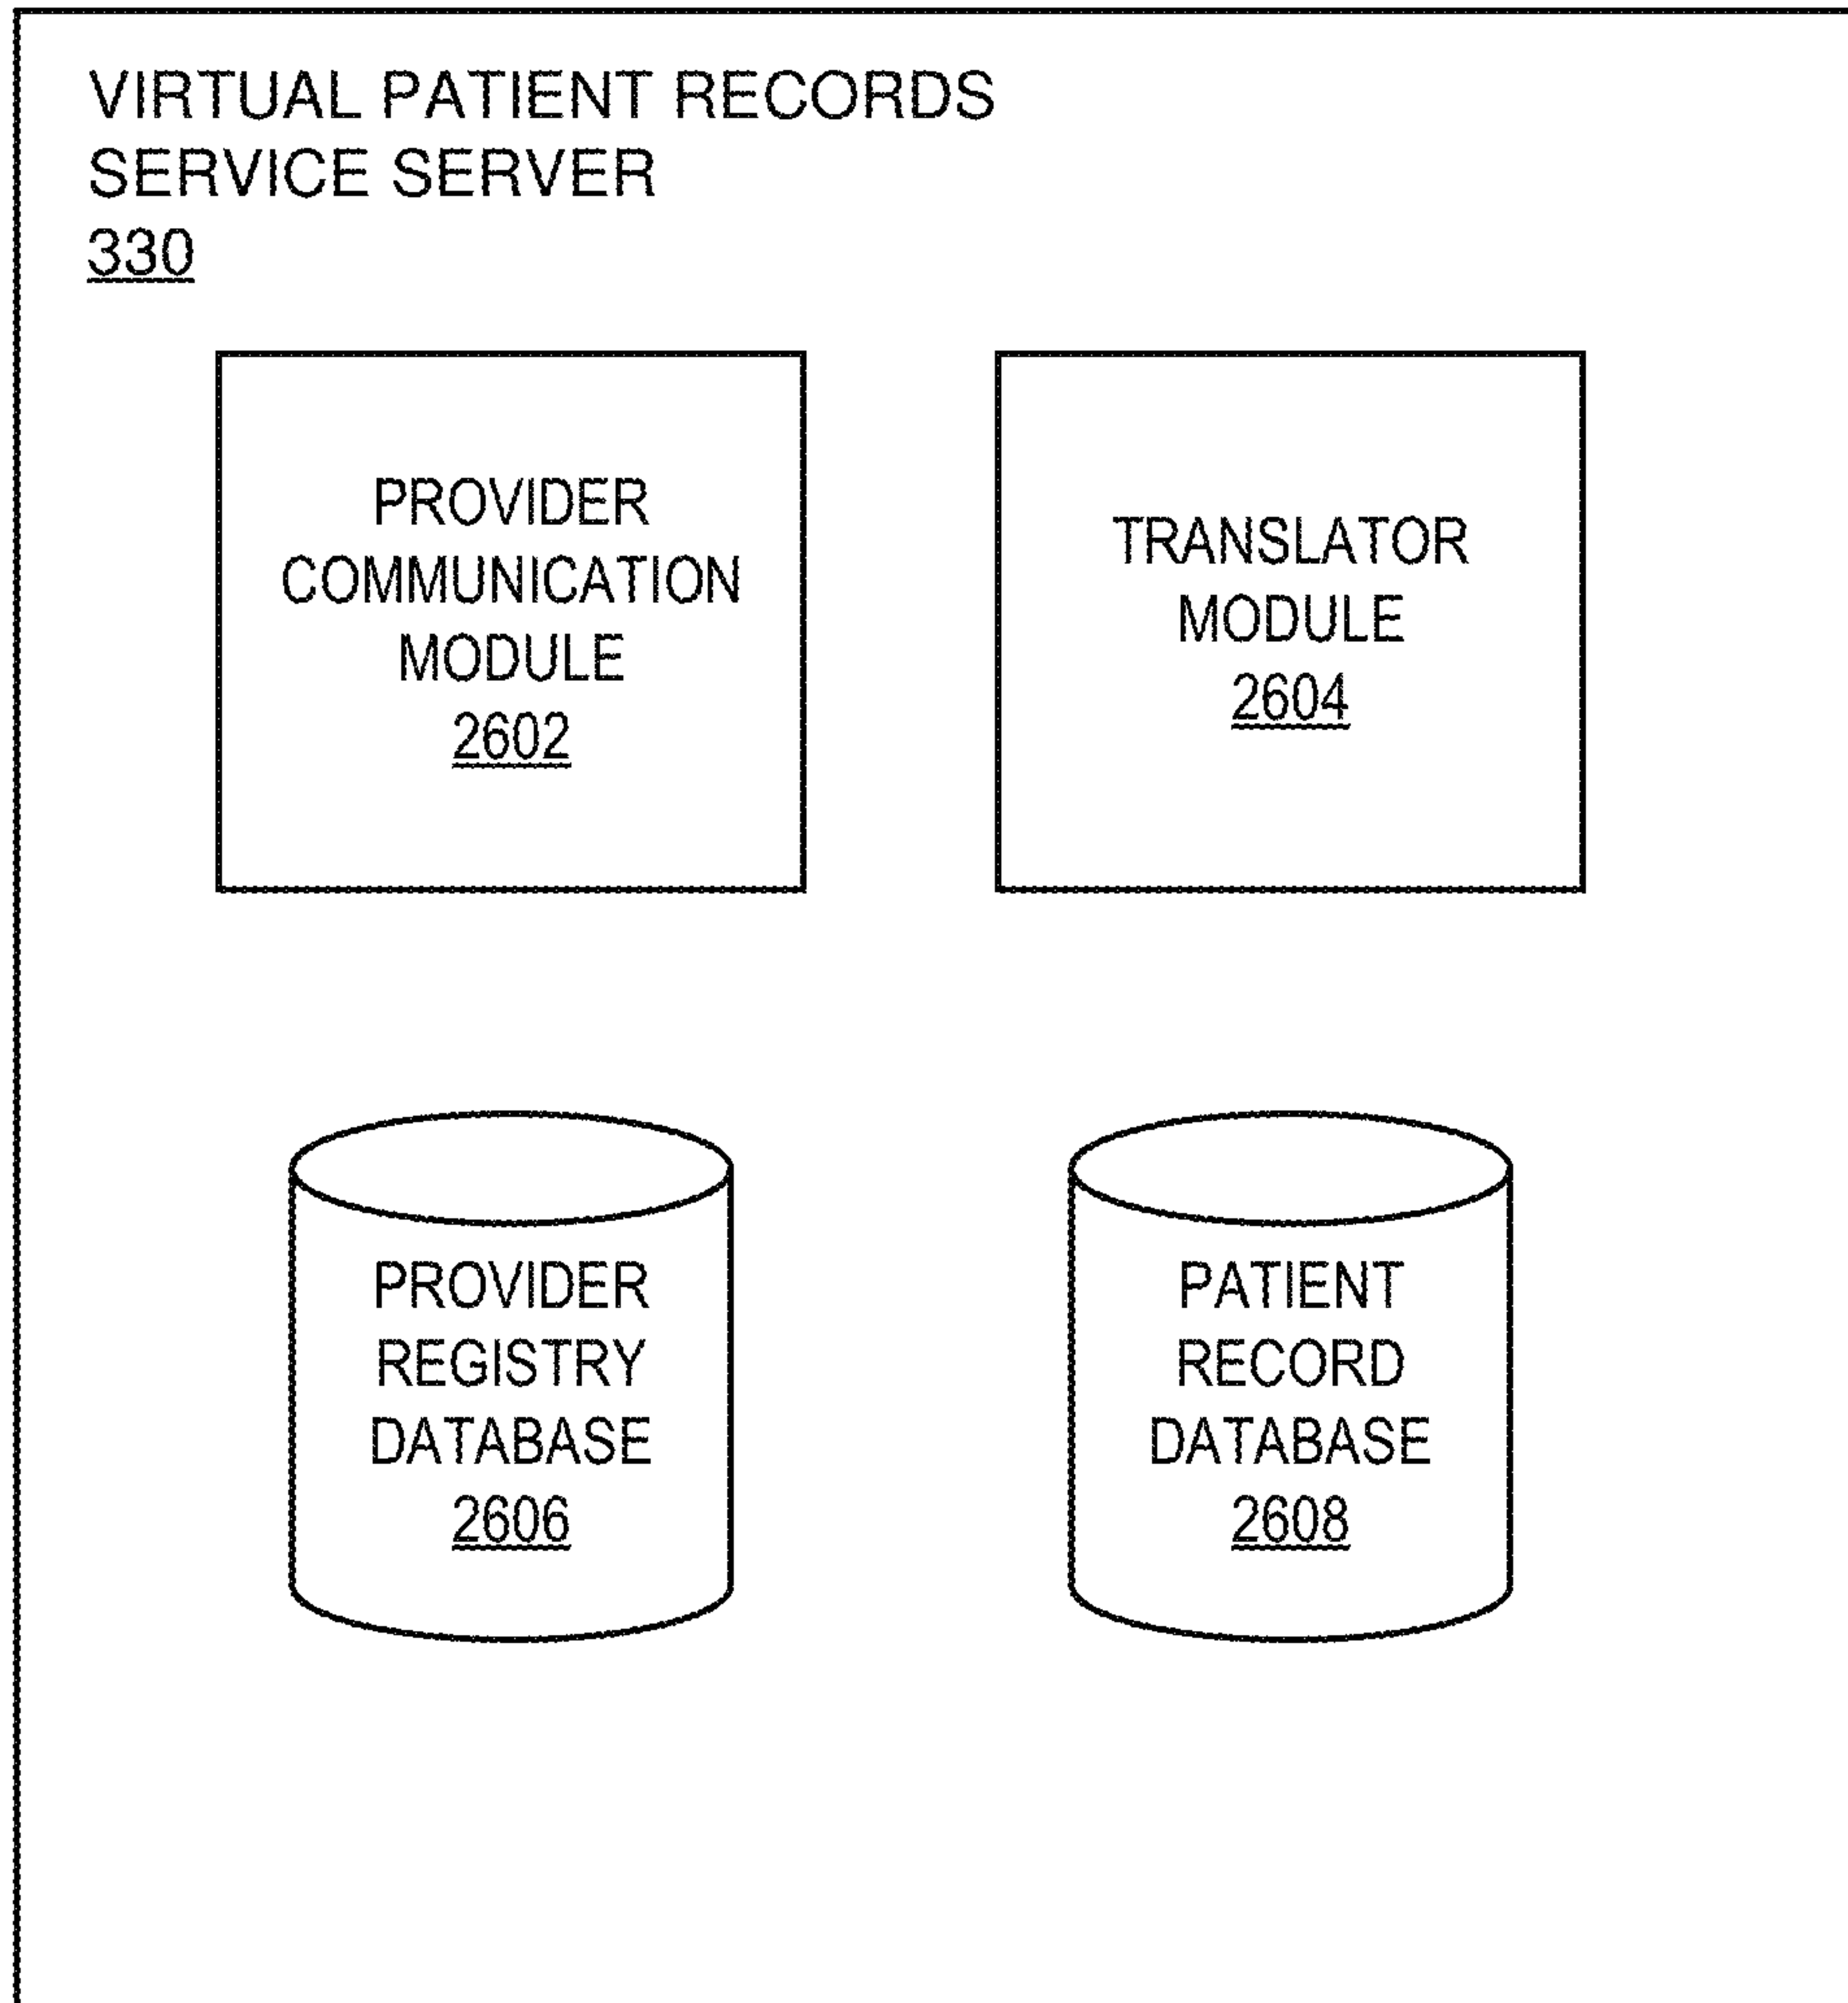 VIRTUAL PATIENT RECORDS
SERVICE SERVER
330
PROVIDER
COMMUNICATION
MODULE
2602
TRANSLATOR
MODULE
2604
PROVIDER
REGISTRY
DATABASE
2606
PATIENT
RECORD
DATABASE
2608